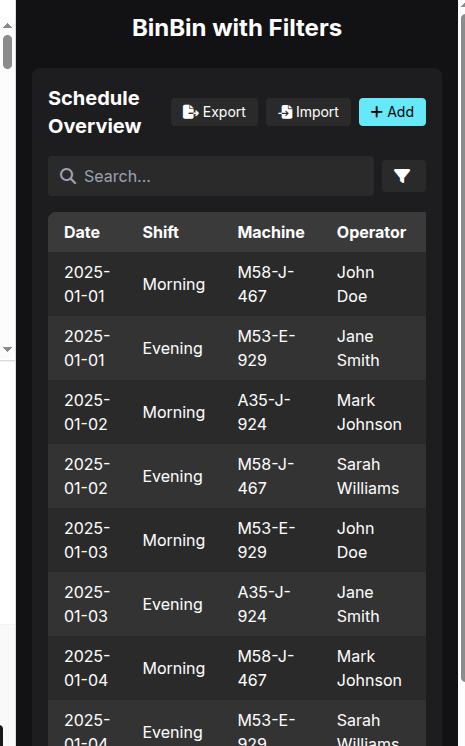 BinBin with Filters
Schedule
Overview
Export
Import
+ Add
Search...
Date Shift Machine Operator
2025- Morning M58-J- John
01-01 467 Doe
2025- Evening M53-E- Jane
01-01 929 Smith
2025- Morning A35-J- Mark
01-02 924 Johnson
2025- Evening M58-J- Sarah
01-02 467 Williams
2025- Morning M53-E- John
01-03 929 Doe
2025- Evening A35-J- Jane
01-03 924 Smith
2025- Morning M58-J- Mark
01-04 467 Johnson
2025- Evening M53-E- Sarah
01-04 929 Williams